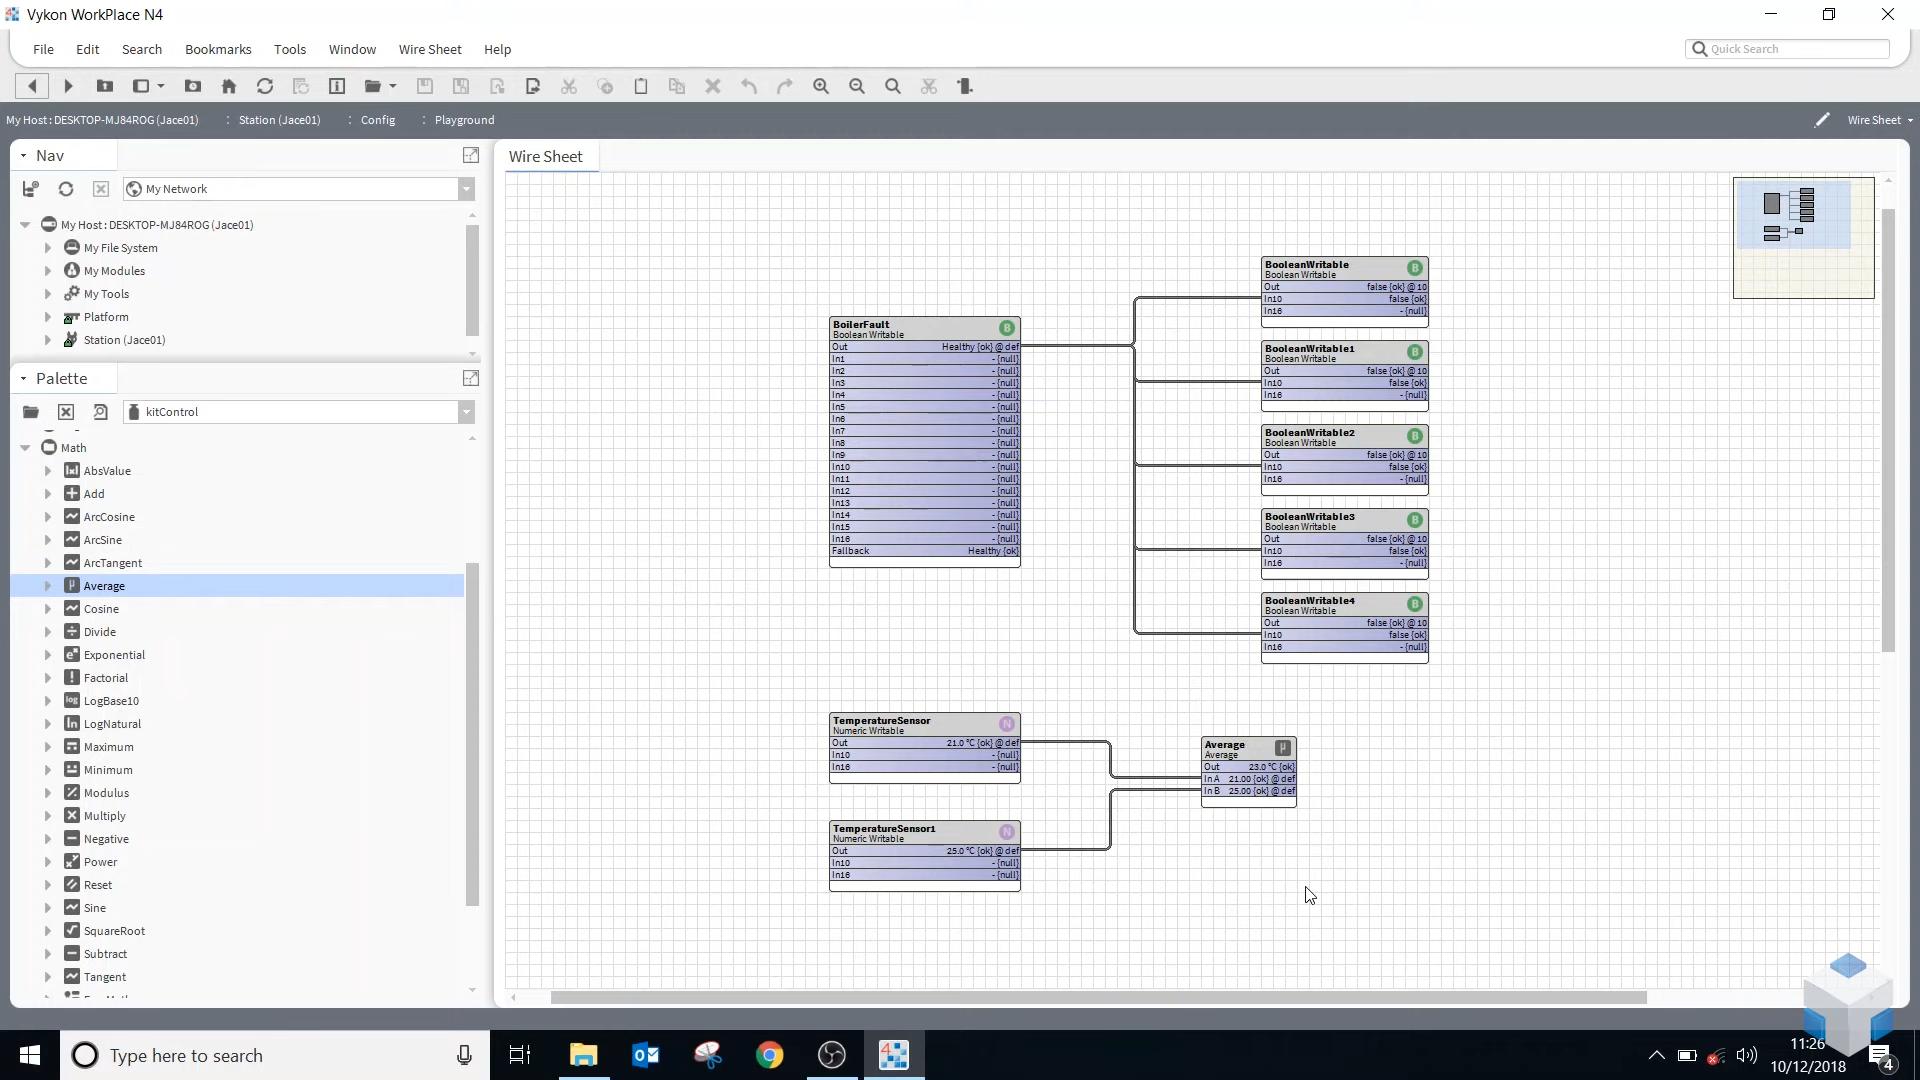 Vykon WorkPlace N4
File Edit Search Bookmarks Tools Window Wire Sheet Help
Quick Search
My Host : DESKTOP-MJ84ROG (Jace01) : Station (Jace01) : Config : Playground
Wire Sheet
Nav
My Network
My Host : DESKTOP-MJ84ROG (Jace01)
My File System
My Modules
My Tools
Platform
Station (Jace01)
Palette
kitControl
Math
AbsValue
Add
ArcCosine
ArcSine
ArcTangent
Average
Cosine
Divide
Exponential
Factorial
LogBase10
LogNatural
Maximum
Minimum
Modulus
Multiply
Negative
Power
Reset
Sine
SquareRoot
Subtract
Tangent
Wire Sheet
BoilerFault
Boolean Writable
Out Healthy {ok} @ def
In1 - {null}
In2 - {null}
In3 - {null}
In4 - {null}
In5 - {null}
In6 - {null}
In7 - {null}
In8 - {null}
In9 - {null}
In10 - {null}
In11 - {null}
In12 - {null}
In13 - {null}
In14 - {null}
In15 - {null}
In16 - {null}
Fallback Healthy {ok}
BooleanWritable
Boolean Writable
Out false {ok} @ 10
In10 false {ok}
In16 - {null}
BooleanWritable1
Boolean Writable
Out false {ok} @ 10
In10 false {ok}
In16 - {null}
BooleanWritable2
Boolean Writable
Out false {ok} @ 10
In10 false {ok}
In16 - {null}
BooleanWritable3
Boolean Writable
Out false {ok} @ 10
In10 false {ok}
In16 - {null}
BooleanWritable4
Boolean Writable
Out false {ok} @ 10
In10 false {ok}
In16 - {null}
TemperatureSensor
Numeric Writable
Out 21.0 °C {ok} @ def
In10 - {null}
In16 - {null}
TemperatureSensor1
Numeric Writable
Out 25.0 °C {ok} @ def
In10 - {null}
In16 - {null}
Average
Average
Out 23.0 °C {ok}
In A 21.00 {ok} @ def
In B 25.00 {ok} @ def
Type here to search
11:26
10/12/2018
4